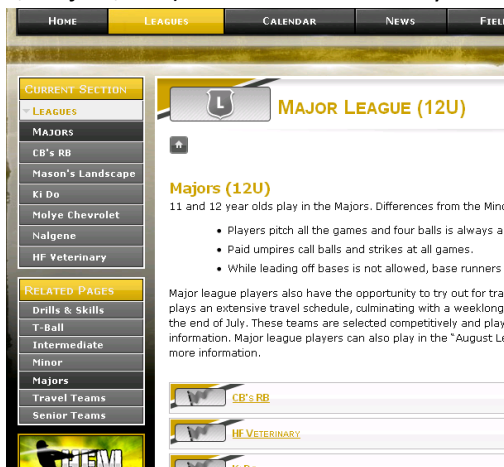 HOME LEAGUES CALENDAR NEWS
CURRENT SECTION
LEAGUES
MAJORS
CB's RB
Mason's Landscape
Ki Do
Molye Chevrolet
Nalgene
HF Veterinary
RELATED PAGES
Drills & Skills
T-Ball
Intermediate
Minor
Majors
Travel Teams
Senior Teams
L
MAJOR LEAGUE (12U)
Majors (12U)
11 and 12 year olds play in the Majors. Differences from the
• Players pitch all the games and four balls is always a
• Paid umpires call balls and strikes at all games.
• While leading off bases is not allowed, base runners
Major league players also have the opportunity to try out for
plays an extensive travel schedule, culminating with a weeklong
the end of July. These teams are selected competitively and
information. Major league players can also play in the "August
more information.
CB's RB
HF VETERINARY